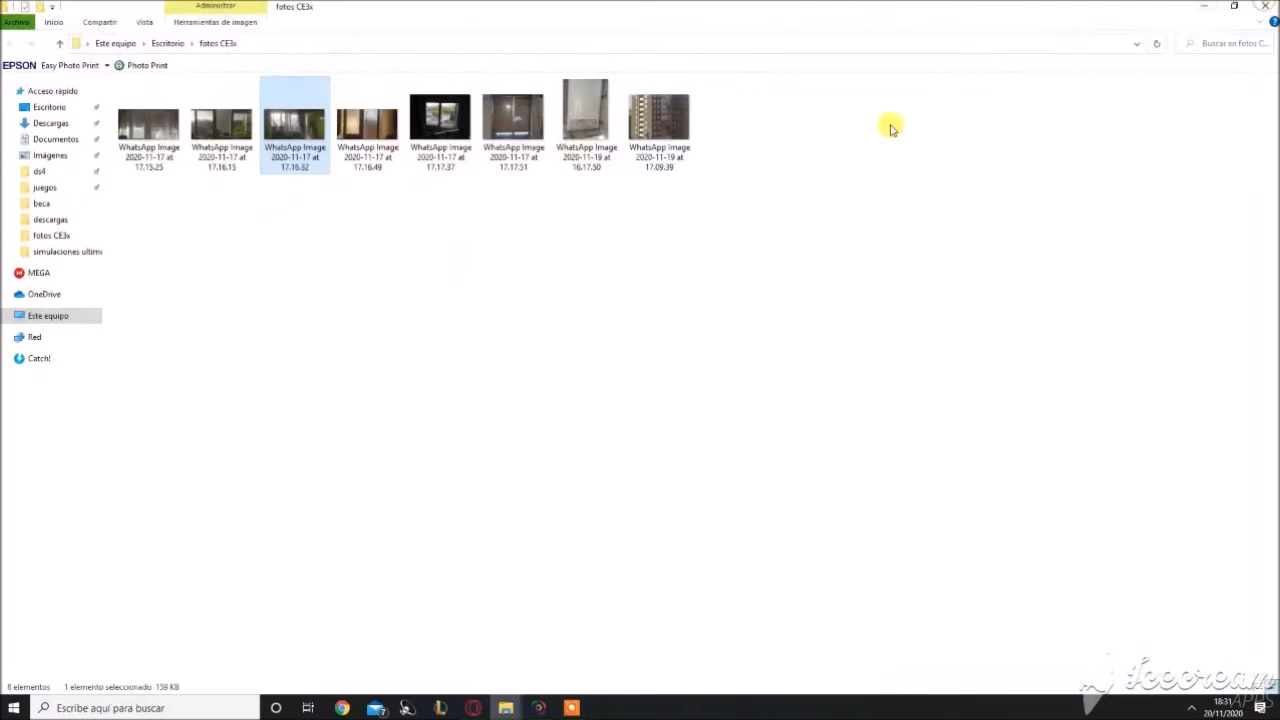 Administrar
fotos CE3x
Archivo Inicio Compartir Vista Herramientas de imagen
Este equipo › Escritorio › fotos CE3x
Buscar en fotos C...
EPSON Easy Photo Print Photo Print
Acceso rápido
Escritorio
Descargas
Documentos
Imágenes
ds4
juegos
beca
descargas
fotos CE3x
simulaciones ultimo
MEGA
OneDrive
Este equipo
Red
Catch!
WhatsApp Image
2020-11-17 at
17.15.25
WhatsApp Image
2020-11-17 at
17.16.15
WhatsApp Image
2020-11-17 at
17.16.32
WhatsApp Image
2020-11-17 at
17.16.49
WhatsApp Image
2020-11-17 at
17.17.37
WhatsApp Image
2020-11-17 at
17.17.51
WhatsApp Image
2020-11-19 at
16.17.50
WhatsApp Image
2020-11-19 at
17.09.39
8 elementos 1 elemento seleccionado 159 KB
Icecream
APPS
Escribe aquí para buscar
7
18:31
20/11/2020